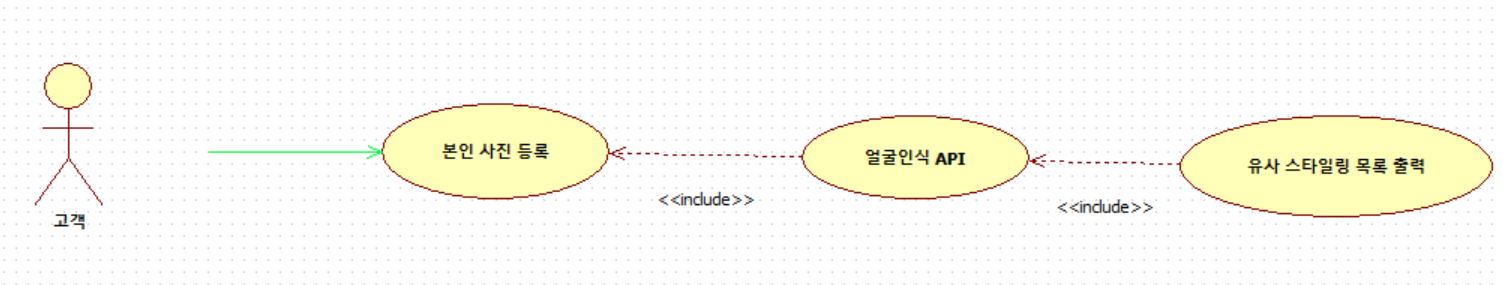 고객
본인 사진 등록
<<include>>
얼굴인식 API
<<include>>
유사 스타일링 목록 출력